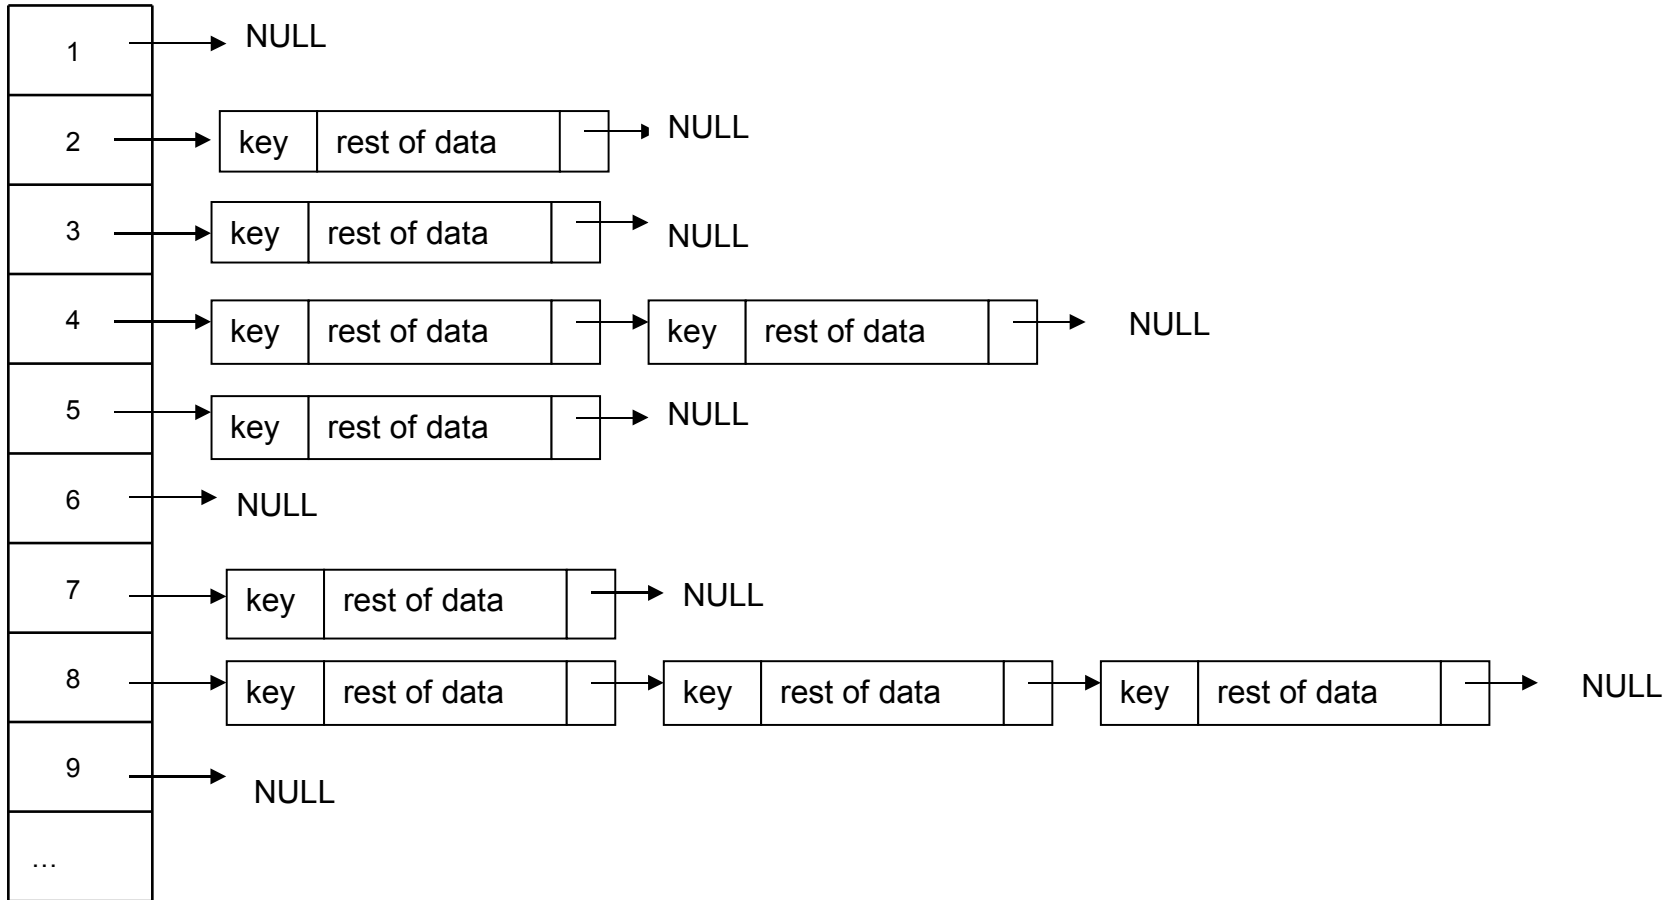 1 NULL
2 key rest of data NULL
3 key rest of data NULL
4 key rest of data key rest of data NULL
5 key rest of data NULL
6 NULL
7 key rest of data NULL
8 key rest of data key rest of data key rest of data NULL
9 NULL
...